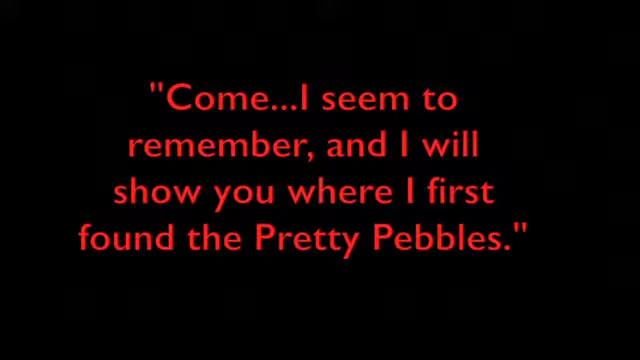 "Come...I seem to
remember, and I will
show you where I first
found the Pretty Pebbles."